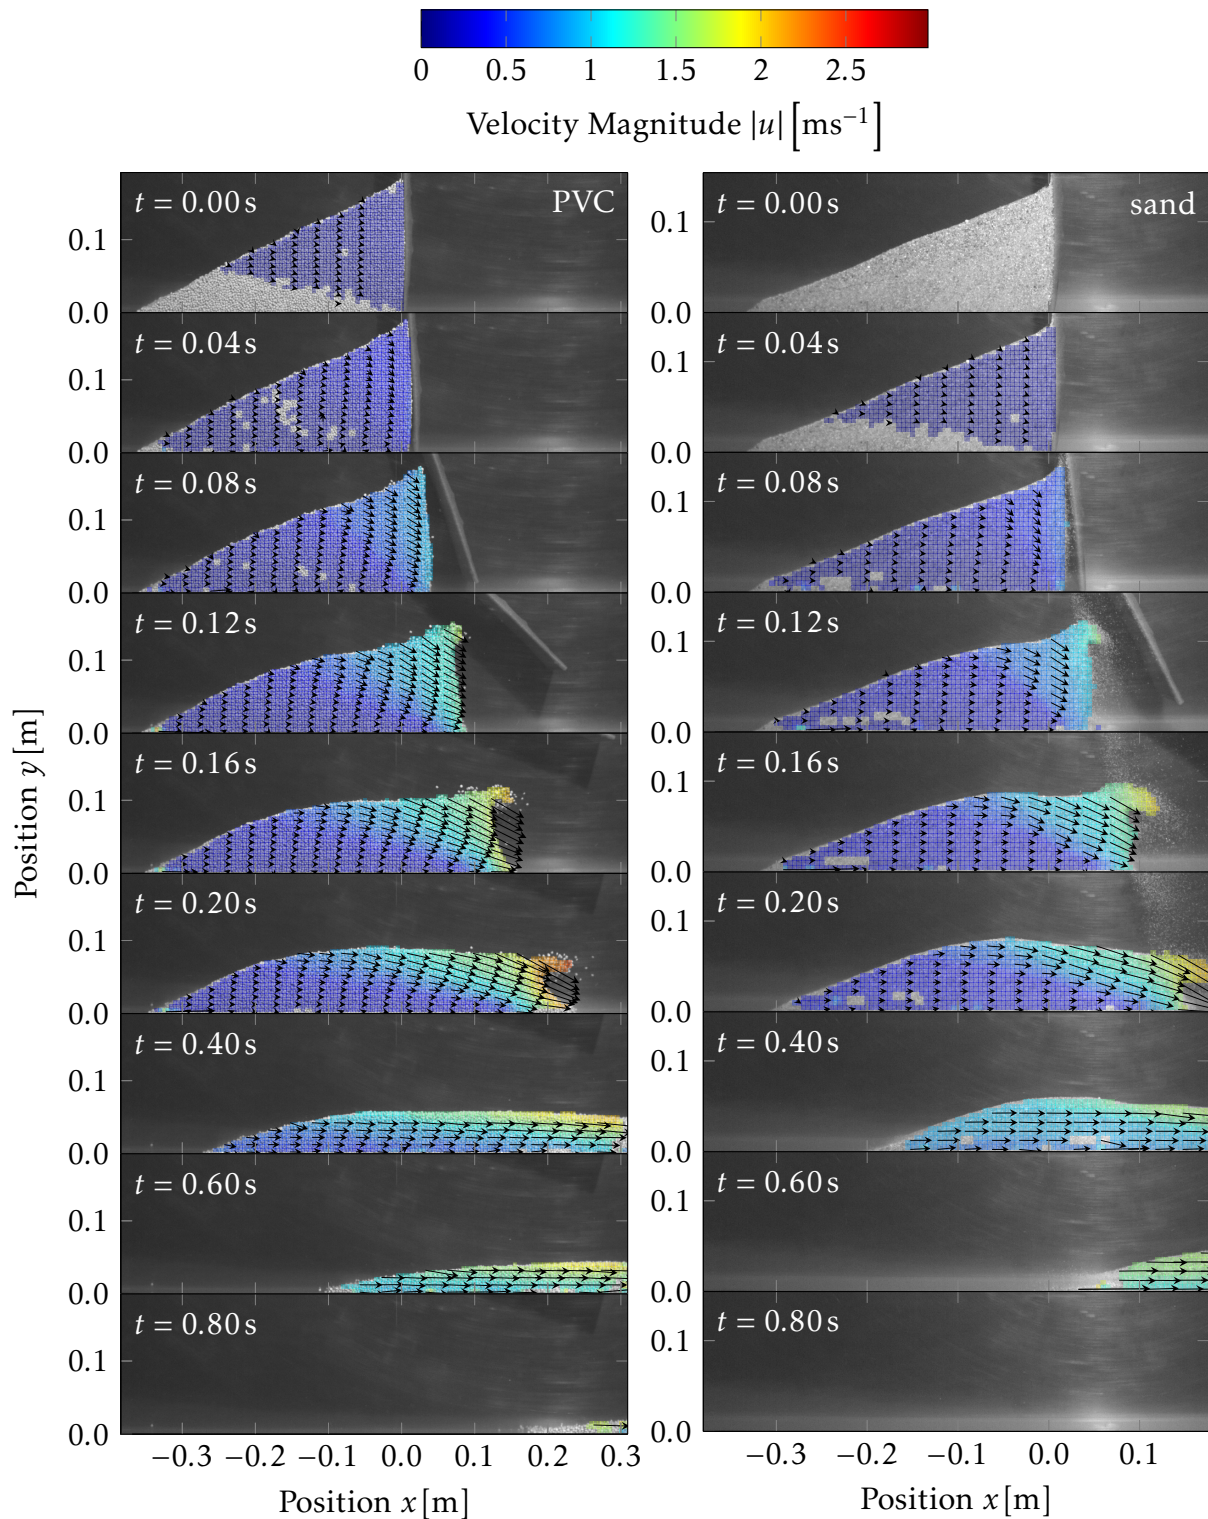 0 0.5 1 1.5 2 2.5
Velocity Magnitude |u| [ms⁻¹]
t = 0.00 s PVC
0.1
0.0
t = 0.04 s
0.1
0.0
t = 0.08 s
0.1
0.0
t = 0.12 s
0.1
0.0
t = 0.16 s
0.1
0.0
t = 0.20 s
0.1
0.0
t = 0.40 s
0.1
0.0
t = 0.60 s
0.1
0.0
t = 0.80 s
0.1
0.0
−0.3 −0.2 −0.1 0.0 0.1 0.2 0.3
Position x [m]
Position y [m]
t = 0.00 s sand
0.1
0.0
t = 0.04 s
0.1
0.0
t = 0.08 s
0.1
0.0
t = 0.12 s
0.1
0.0
t = 0.16 s
0.1
0.0
t = 0.20 s
0.1
0.0
t = 0.40 s
0.1
0.0
t = 0.60 s
0.1
0.0
t = 0.80 s
0.1
0.0
−0.3 −0.2 −0.1 0.0 0.1
Position x [m]